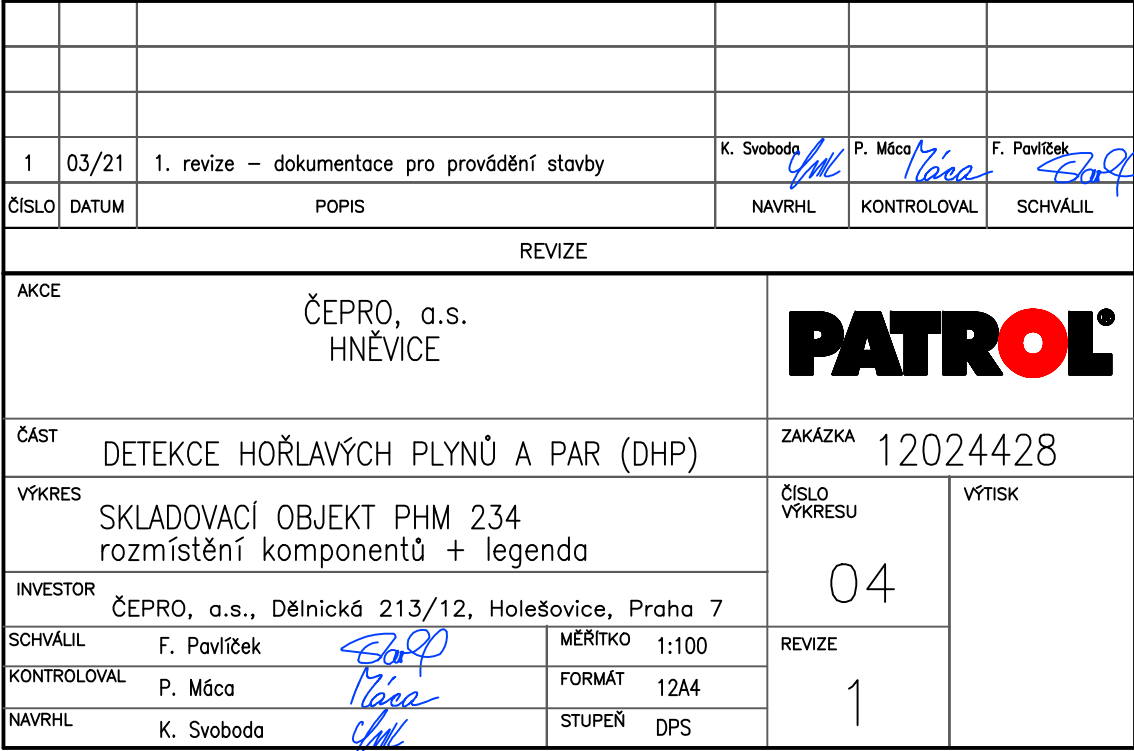 1 03/21 1. revize – dokumentace pro provádění stavby K. Svoboda P. Máca Máca F. Pavlíček
ČÍSLO DATUM POPIS NAVRHL KONTROLOVAL SCHVÁLIL
REVIZE
AKCE
ČEPRO, a.s.
HNĚVICE
PATROL®
ČÁST
DETEKCE HOŘLAVÝCH PLYNŮ A PAR (DHP)
ZAKÁZKA 12024428
VÝKRES
SKLADOVACÍ OBJEKT PHM 234
rozmístění komponentů + legenda
ČÍSLO
VÝKRESU
04
VÝTISK
INVESTOR
ČEPRO, a.s., Dělnická 213/12, Holešovice, Praha 7
SCHVÁLIL F. Pavlíček
MĚŘÍTKO 1:100
REVIZE
1
KONTROLOVAL P. Máca Máca
FORMÁT 12A4
NAVRHL K. Svoboda
STUPEŇ DPS